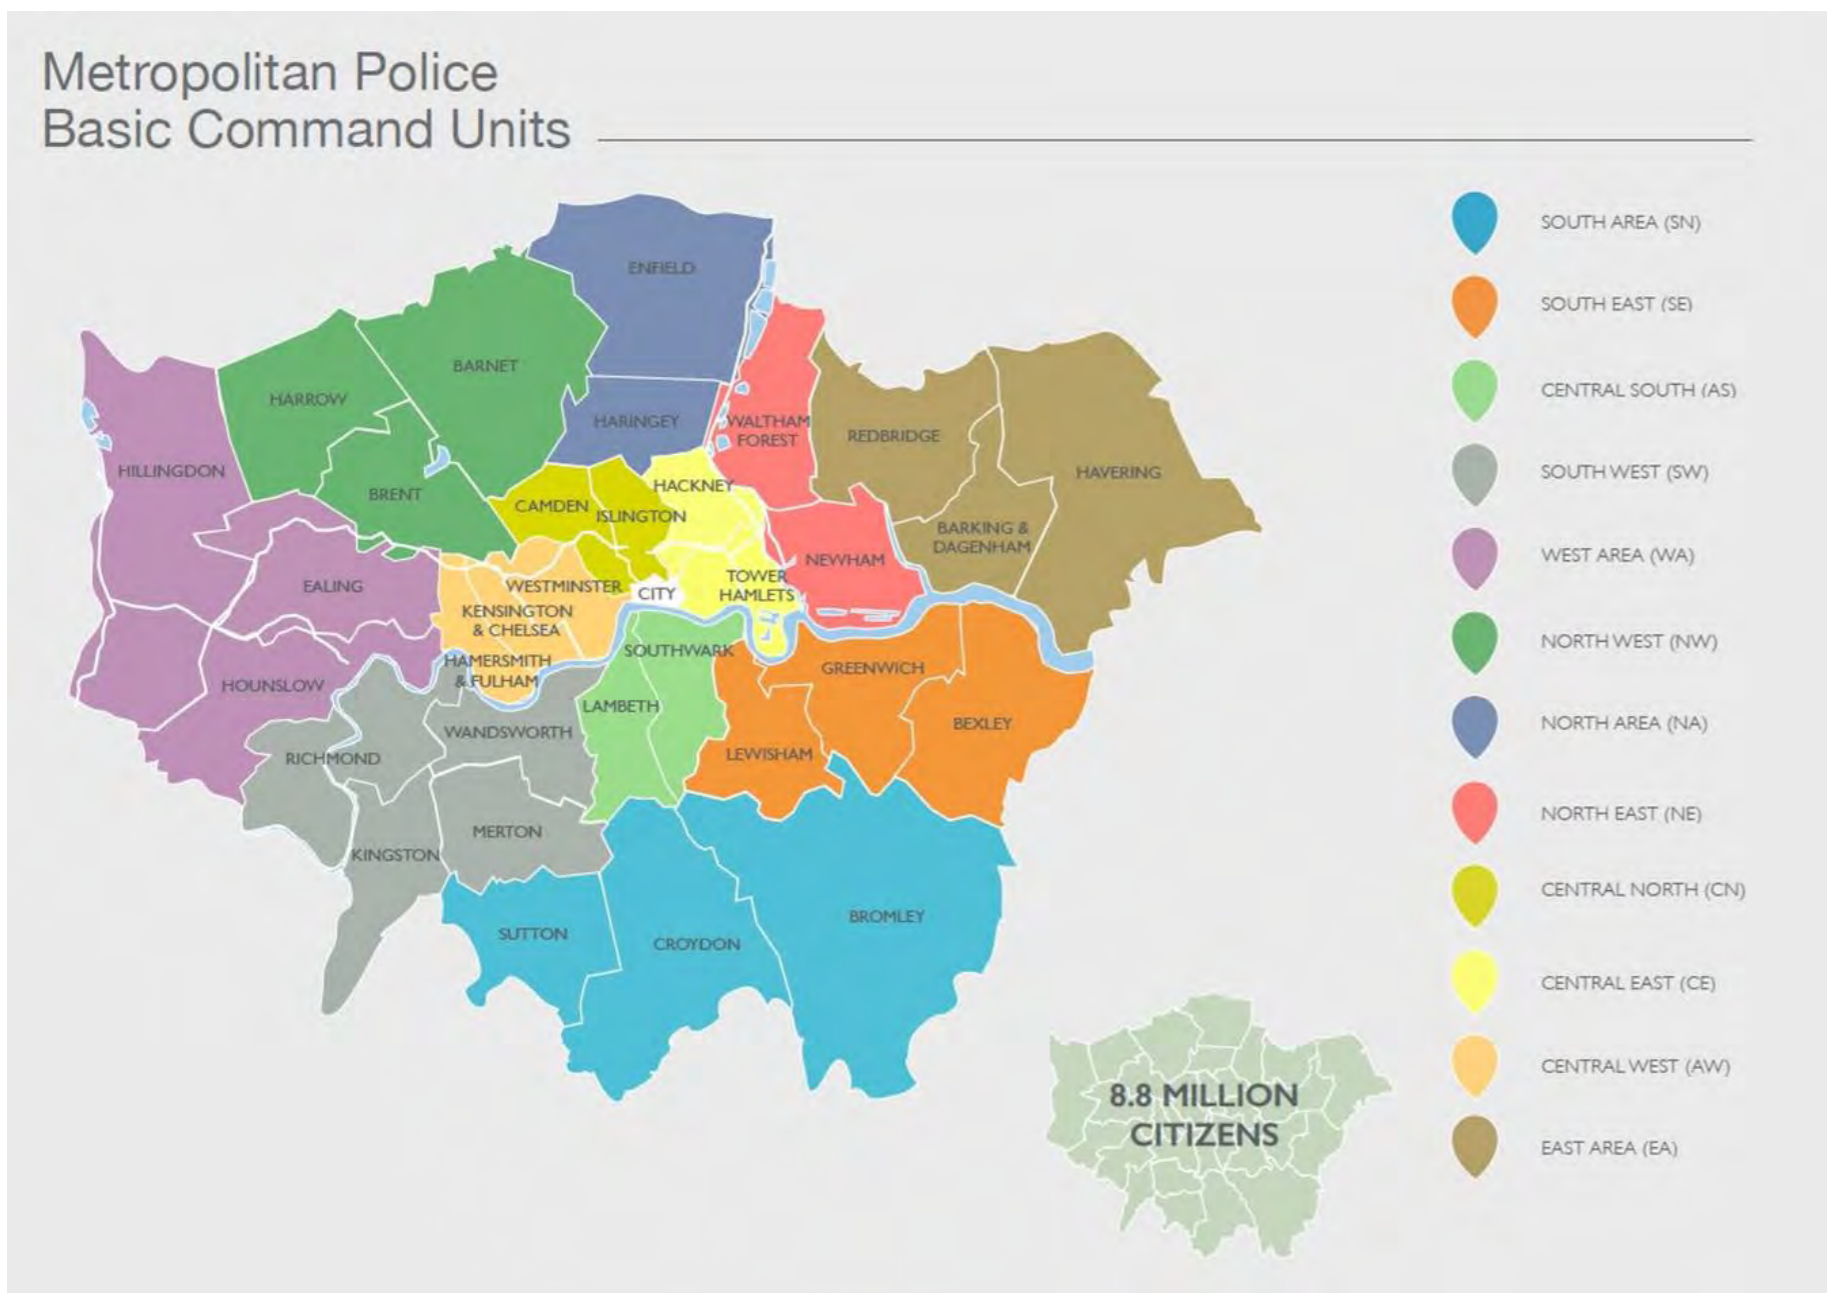 Metropolitan Police
Basic Command Units
ENFIELD
BARNET
HARROW
HARINGEY
WALTHAM
FOREST
REDBRIDGE
HAVERING
HILLINGDON
BRENT
HACKNEY
CAMDEN
ISLINGTON
BARKING &
DAGENHAM
NEWHAM
EALING
WESTMINSTER
CITY
TOWER
HAMLETS
KENSINGTON
& CHELSEA
SOUTHWARK
HAMERSMITH
& FULHAM
GREENWICH
HOUNSLOW
LAMBETH
BEXLEY
WANDSWORTH
RICHMOND
LEWISHAM
MERTON
KINGSTON
SUTTON
CROYDON
BROMLEY
SOUTH AREA (SN)
SOUTH EAST (SE)
CENTRAL SOUTH (AS)
SOUTH WEST (SW)
WEST AREA (WA)
NORTH WEST (NW)
NORTH AREA (NA)
NORTH EAST (NE)
CENTRAL NORTH (CN)
CENTRAL EAST (CE)
CENTRAL WEST (AW)
EAST AREA (EA)
8.8 MILLION
CITIZENS